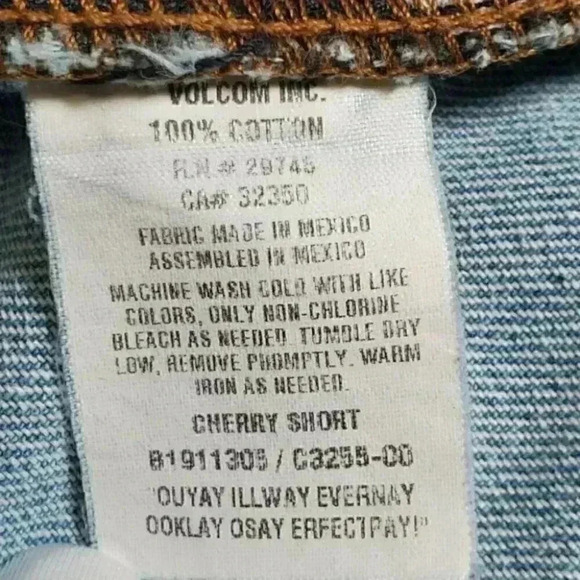 VOLCOM INC.
100% COTTON
R.N.# 29745
CA# 32350
FABRIC MADE IN MEXICO
ASSEMBLED IN MEXICO
MACHINE WASH COLD WITH LIKE
COLORS, ONLY NON-CHLORINE
BLEACH AS NEEDED. TUMBLE DRY
LOW, REMOVE PROMPTLY. WARM
IRON AS NEEDED.
CHERRY SHORT
B1911305 / C3255-00
"OUYAY ILLWAY EVERNAY
OOKLAY OSAY ERFECTPAY!"